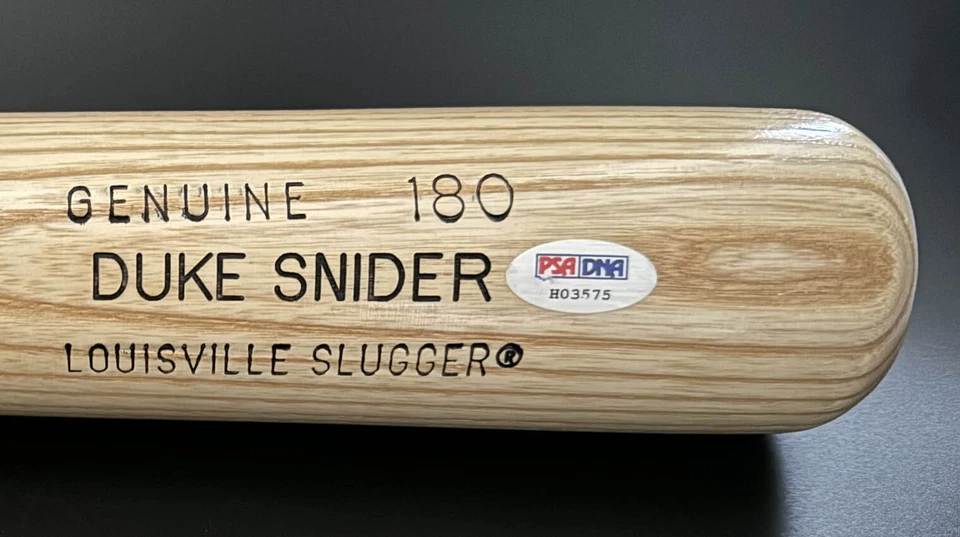 GENUINE 180
DUKE SNIDER
PSA DNA
H03575
LOUISVILLE SLUGGER®